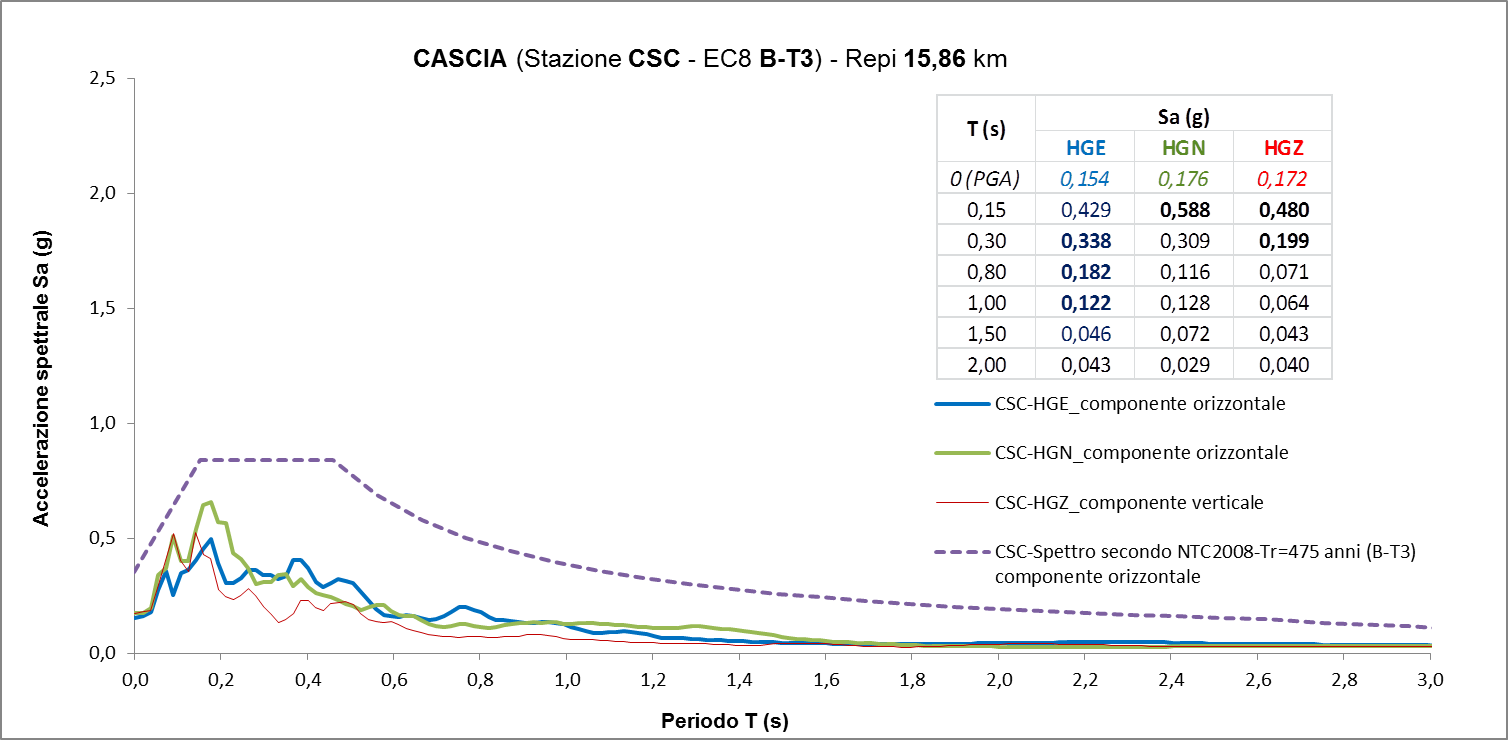 CASCIA (Stazione CSC - EC8 B-T3) - Repi 15,86 km
2,5
2,0
1,5
1,0
0,5
0,0
Accelerazione spettrale Sa (g)
T (s) Sa (g)
HGE HGN HGZ
0 (PGA) 0,154 0,176 0,172
0,15 0,429 0,588 0,480
0,30 0,338 0,309 0,199
0,80 0,182 0,116 0,071
1,00 0,122 0,128 0,064
1,50 0,046 0,072 0,043
2,00 0,043 0,029 0,040
CSC-HGE_componente orizzontale
CSC-HGN_componente orizzontale
CSC-HGZ_componente verticale
CSC-Spettro secondo NTC2008-Tr=475 anni (B-T3)
componente orizzontale
0,0 0,2 0,4 0,6 0,8 1,0 1,2 1,4 1,6 1,8 2,0 2,2 2,4 2,6 2,8 3,0
Periodo T (s)